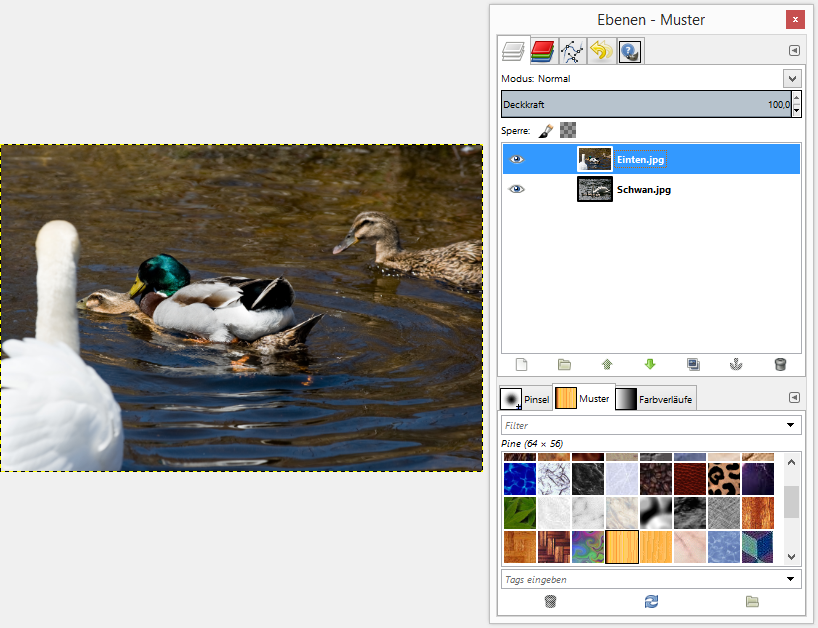 Ebenen - Muster
x
Modus: Normal
Deckkraft 100,0
Sperre:
Einten.jpg
Schwan.jpg
Pinsel Muster Farbverläufe
Filter
Pine (64 × 56)
Tags eingeben